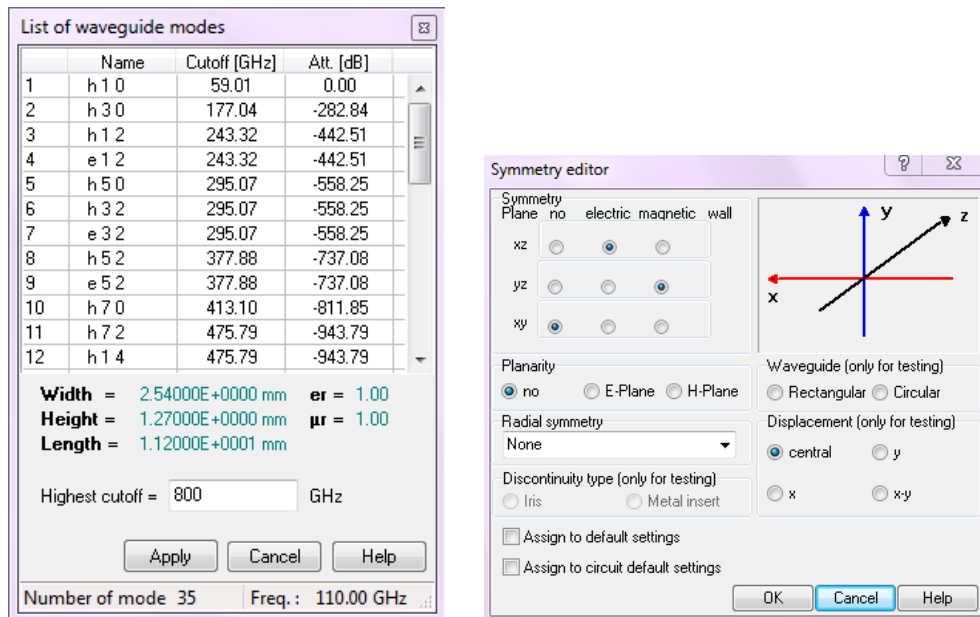 List of waveguide modes
Name Cutoff [GHz] Att. [dB]
1 h 1 0 59.01 0.00
2 h 3 0 177.04 -282.84
3 h 1 2 243.32 -442.51
4 e 1 2 243.32 -442.51
5 h 5 0 295.07 -558.25
6 h 3 2 295.07 -558.25
7 e 3 2 295.07 -558.25
8 h 5 2 377.88 -737.08
9 e 5 2 377.88 -737.08
10 h 7 0 413.10 -811.85
11 h 7 2 475.79 -943.79
12 h 1 4 475.79 -943.79
Width = 2.54000E+0000 mm er = 1.00
Height = 1.27000E+0000 mm μr = 1.00
Length = 1.12000E+0001 mm
Highest cutoff = 800 GHz
Apply Cancel Help
Number of mode 35 Freq. : 110.00 GHz
Symmetry editor
Symmetry
Plane no electric magnetic wall
xz
yz
xy
y
z
x
Planarity
no E-Plane H-Plane
Waveguide (only for testing)
Rectangular Circular
Radial symmetry
None
Displacement (only for testing)
central y
x x-y
Discontinuity type (only for testing)
Iris Metal insert
Assign to default settings
Assign to circuit default settings
OK Cancel Help